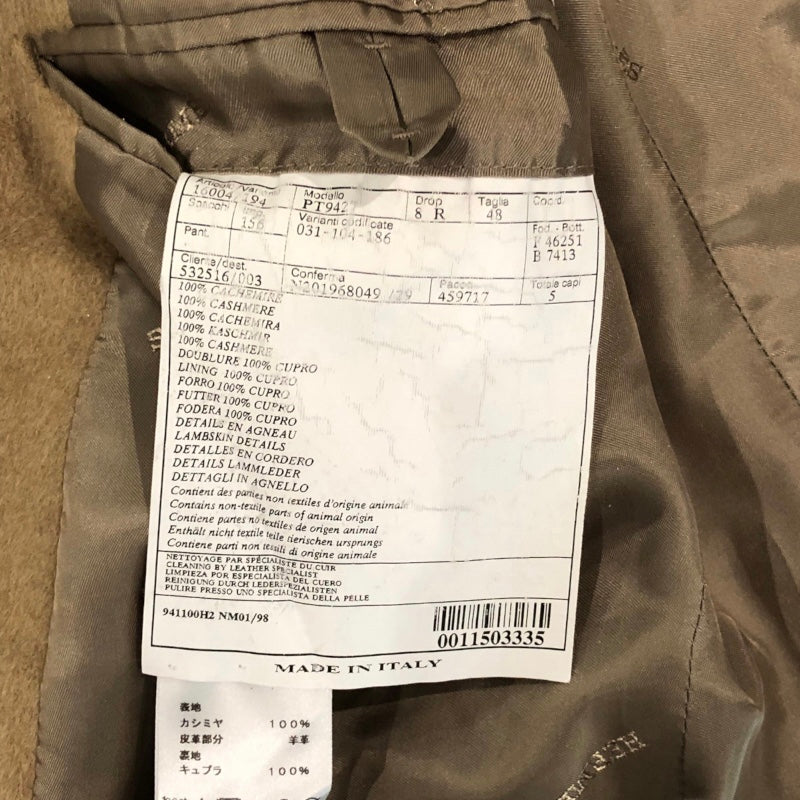 Articolo/Variante Modello Drop Taglia Coord.
16004 494 PT942 8 R 48
156 Varianti codificate Fod. - Bott.
Pant. 031-104-186 F 46251
B 7413
Cliente/dest. Conferma Totale capi
532516/003 N201968049 /29 459717 5
100% CACHEMIRE
100% CASHMERE
100% CACHEMIRA
100% KASCHMIR
100% CASHMERE
DOUBLURE 100% CUPRO
LINING 100% CUPRO
FORRO 100% CUPRO
FUTTER 100% CUPRO
FODERA 100% CUPRO
DETAILS EN AGNEAU
LAMBSKIN DETAILS
DETALLES EN CORDERO
DETAILS LAMMLEDER
DETTAGLI IN AGNELLO
Contient des parties non textiles d'origine animale
Contains non-textile parts of animal origin
Contiene partes no textiles de origen animal
Enthält nicht textile teile tierischen ursprungs
Contiene parti non tessili di origine animale
NETTOYAGE PAR SPÉCIALISTE DU CUIR
CLEANING BY LEATHER SPECIALIST
LIMPIEZA POR ESPECIALISTA DEL CUERO
REINIGUNG DURCH LEDERSPEZIALISTEN
PULIRE PRESSO UNO SPECIALISTA DELLA PELLE
941100H2 NM01/98
0011503335
MADE IN ITALY
表地
カシミヤ 100%
皮革部分 羊革
裏地
キュプラ 100%